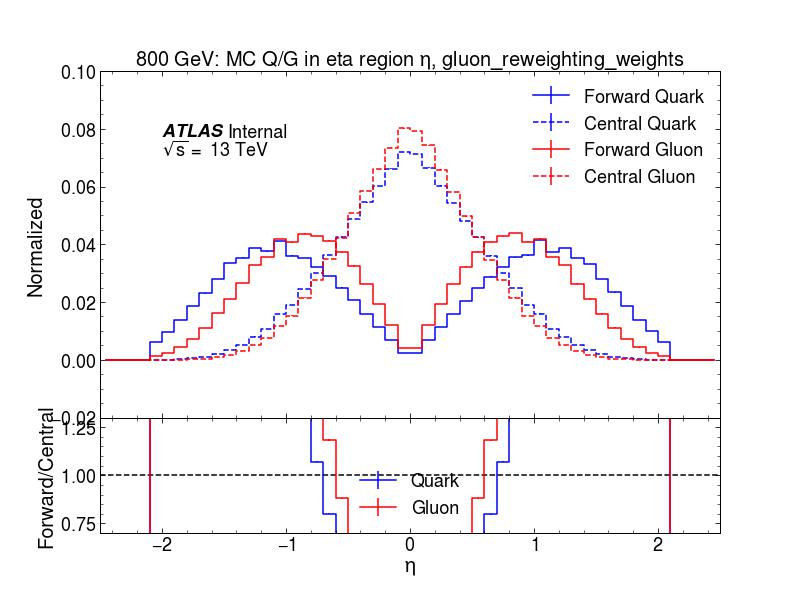 800 GeV: MC Q/G in eta region η, gluon_reweighting_weights
0.10
0.08
0.06
0.04
0.02
0.00
Normalized
ATLAS Internal
√s = 13 TeV
Forward Quark
Central Quark
Forward Gluon
Central Gluon
0.02
1.25
1.00
0.75
Forward/Central
Quark
Gluon
−2 −1 0 1 2
η